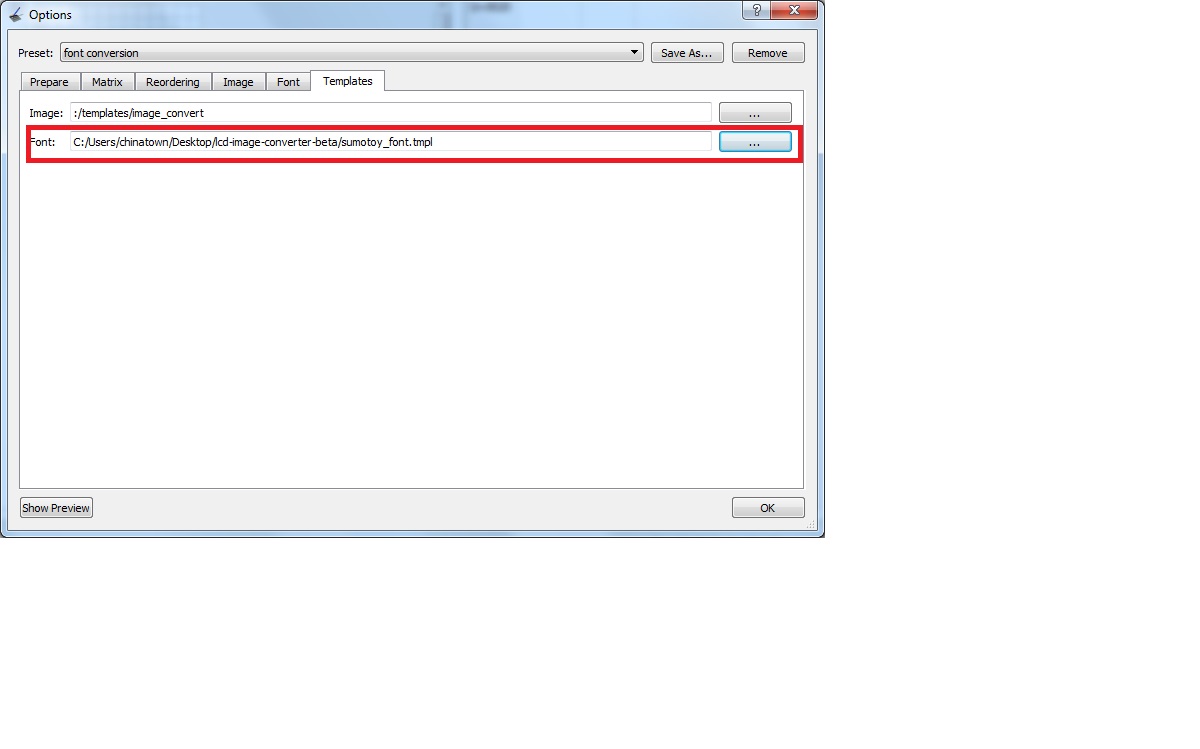 Options
?
Preset: font conversion Save As... Remove
Prepare Matrix Reordering Image Font Templates
Image: :/templates/image_convert ...
Font: C:/Users/chinatown/Desktop/lcd-image-converter-beta/sumotoy_font.tmpl ...
Show Preview OK